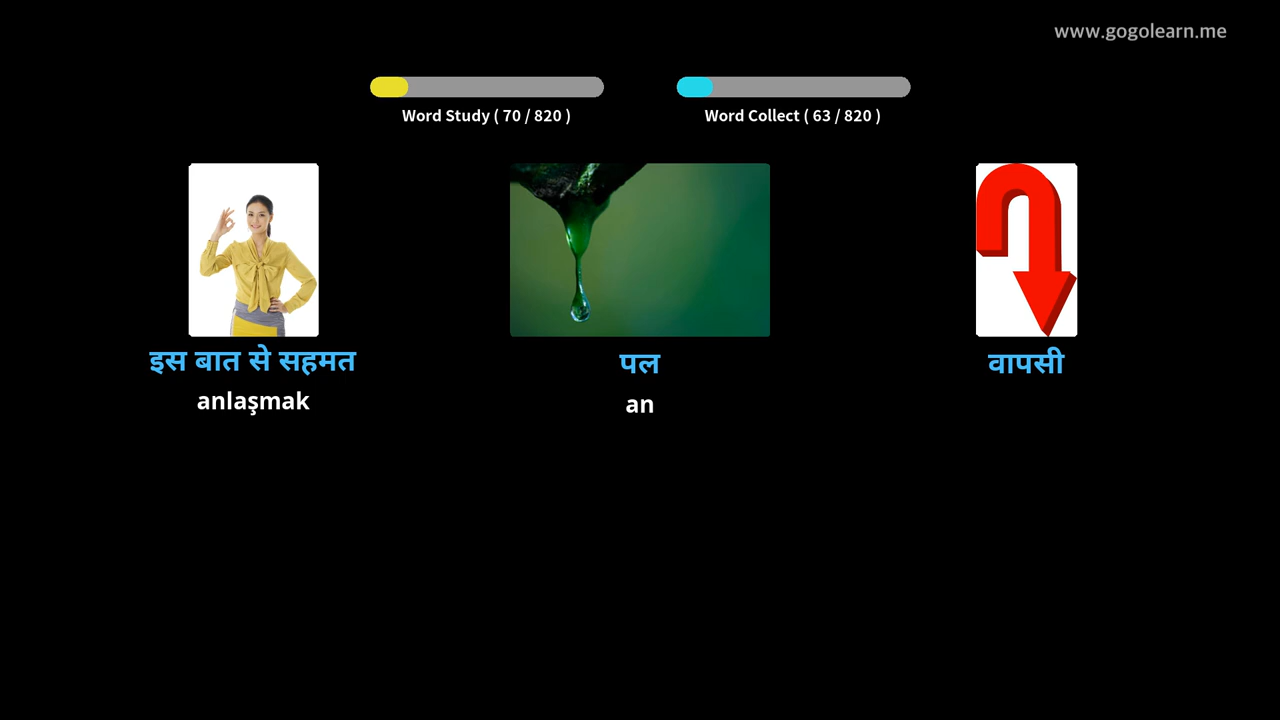 www.gogolearn.me
Word Study ( 70 / 820 )
Word Collect ( 63 / 820 )
इस बात से सहमत
anlaşmak
पल
an
वापसी